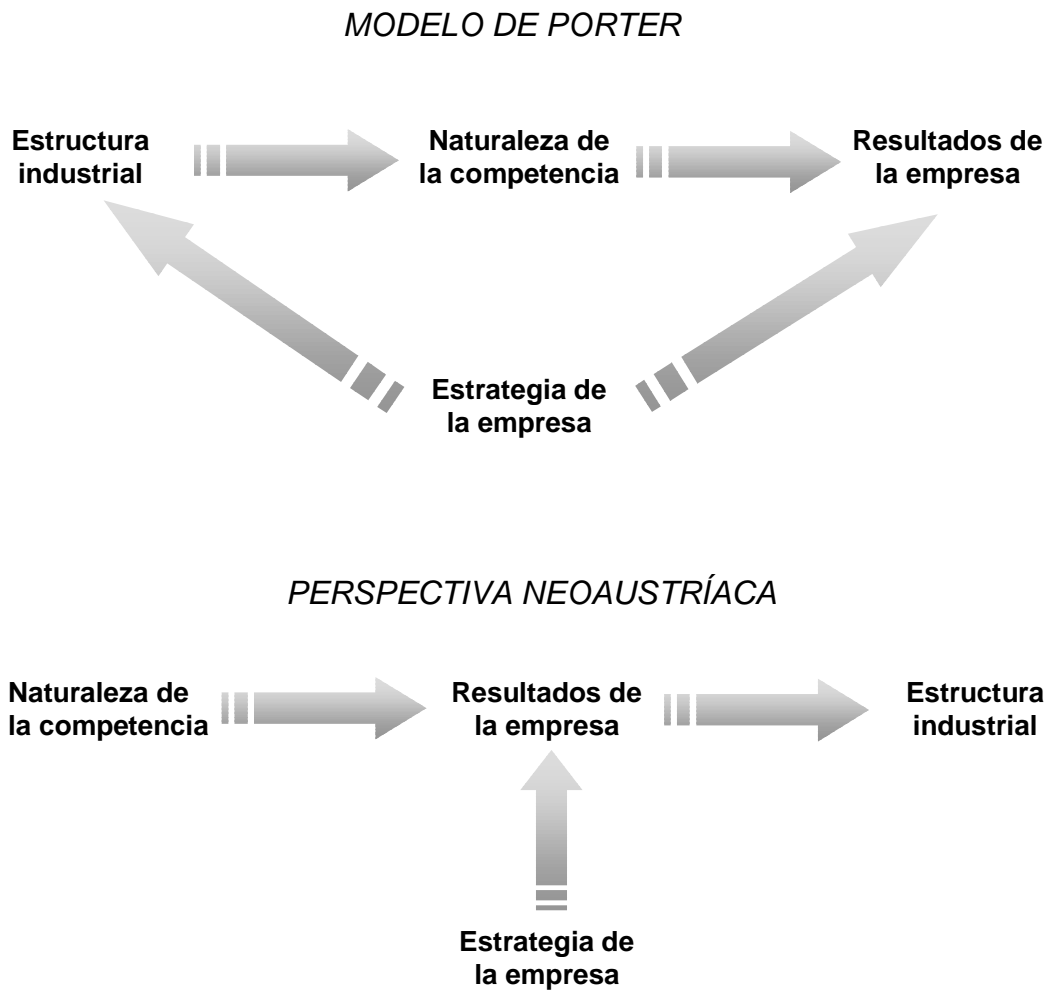 MODELO DE PORTER
Estructura
industrial
Naturaleza de
la competencia
Resultados de
la empresa
Estrategia de
la empresa
PERSPECTIVA NEOAUSTRÍACA
Naturaleza de
la competencia
Resultados de
la empresa
Estructura
industrial
Estrategia de
la empresa